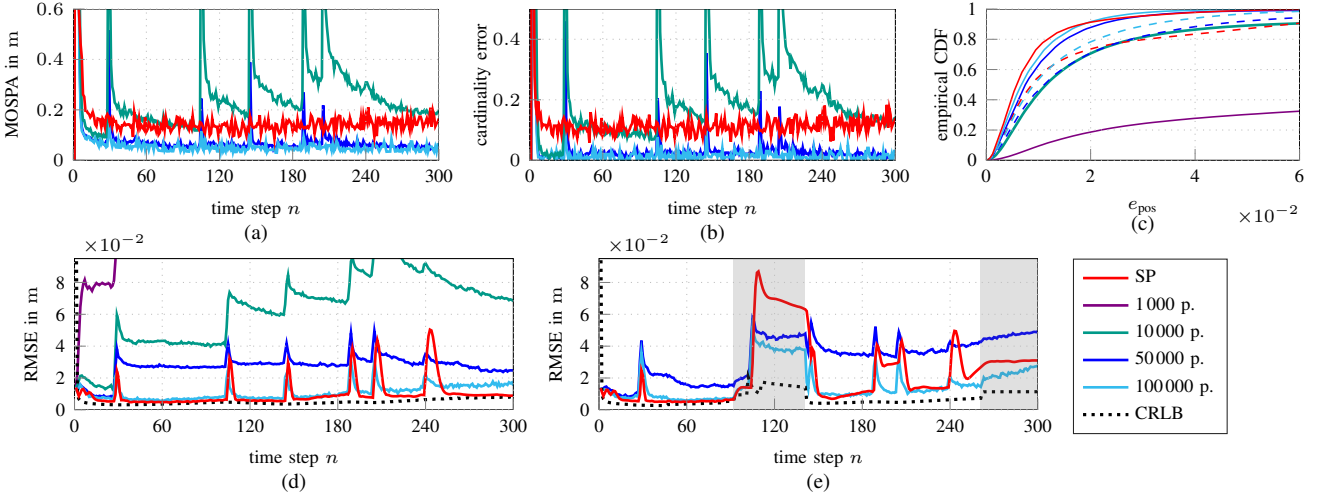 MOSPA in m
0.6
0.4
0.2
0
60
120
180
240
300
time step n
(a)
cardinality error
0.4
0.2
0
0
60
120
180
240
300
time step n
(b)
empirical CDF
1
0.8
0.6
0.4
0.2
0
0
2
4
6
e_pos
×10⁻²
(c)
×10⁻²
RMSE in m
8
6
4
2
0
0
60
120
180
240
300
time step n
(d)
×10⁻²
RMSE in m
8
6
4
2
0
0
60
120
180
240
300
time step n
(e)
SP
1 000 p.
10 000 p.
50 000 p.
100 000 p.
CRLB